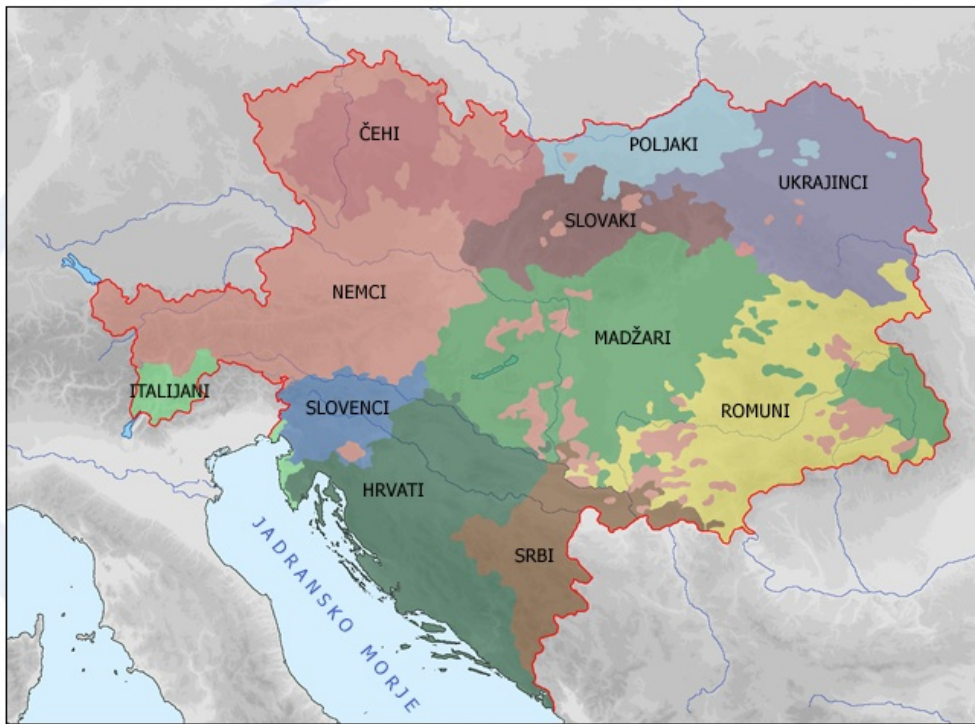 ČEHI
POLJAKI
UKRAJINCI
SLOVAKI
NEMCI
MADŽARI
ITALIJANI
SLOVENCI
ROMUNI
HRVATI
SRBI
JADRANSKO MORJE